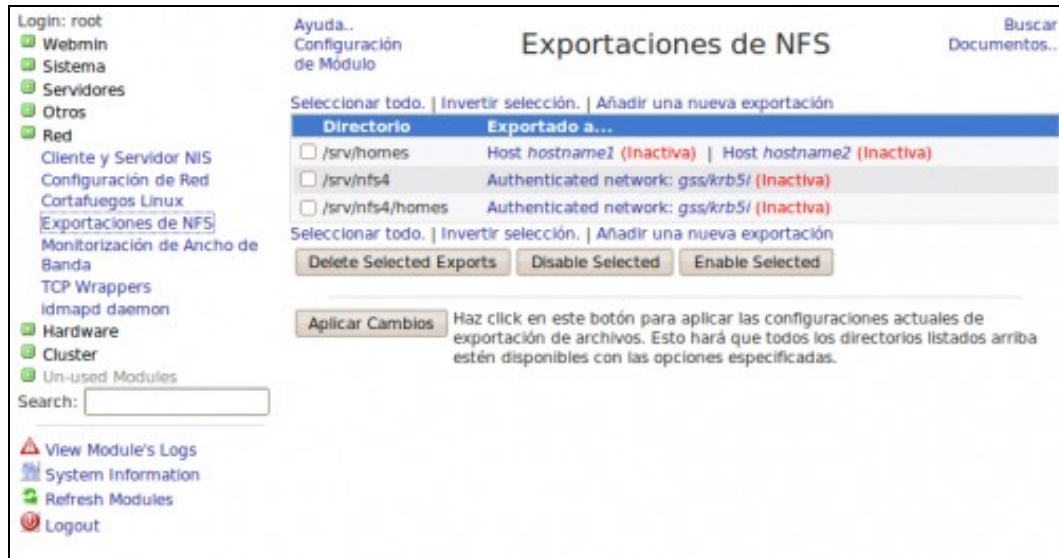 Login: root
Webmin
Sistema
Servidores
Otros
Red
Cliente y Servidor NIS
Configuración de Red
Cortafuegos Linux
Exportaciones de NFS
Monitorización de Ancho de
Banda
TCP Wrappers
idmapd daemon
Hardware
Cluster
Un-used Modules
Search:
View Module's Logs
System Information
Refresh Modules
Logout
Ayuda..
Configuración
de Módulo
Exportaciones de NFS
Buscar
Documentos..
Seleccionar todo. | Invertir selección. | Añadir una nueva exportación
Directorio Exportado a...
/srv/homes Host hostname1 (Inactiva) | Host hostname2 (Inactiva)
/srv/nfs4 Authenticated network: gss/krb5i (Inactiva)
/srv/nfs4/homes Authenticated network: gss/krb5i (Inactiva)
Seleccionar todo. | Invertir selección. | Añadir una nueva exportación
Delete Selected Exports Disable Selected Enable Selected
Aplicar Cambios
Haz click en este botón para aplicar las configuraciones actuales de
exportación de archivos. Esto hará que todos los directorios listados arriba
estén disponibles con las opciones especificadas.